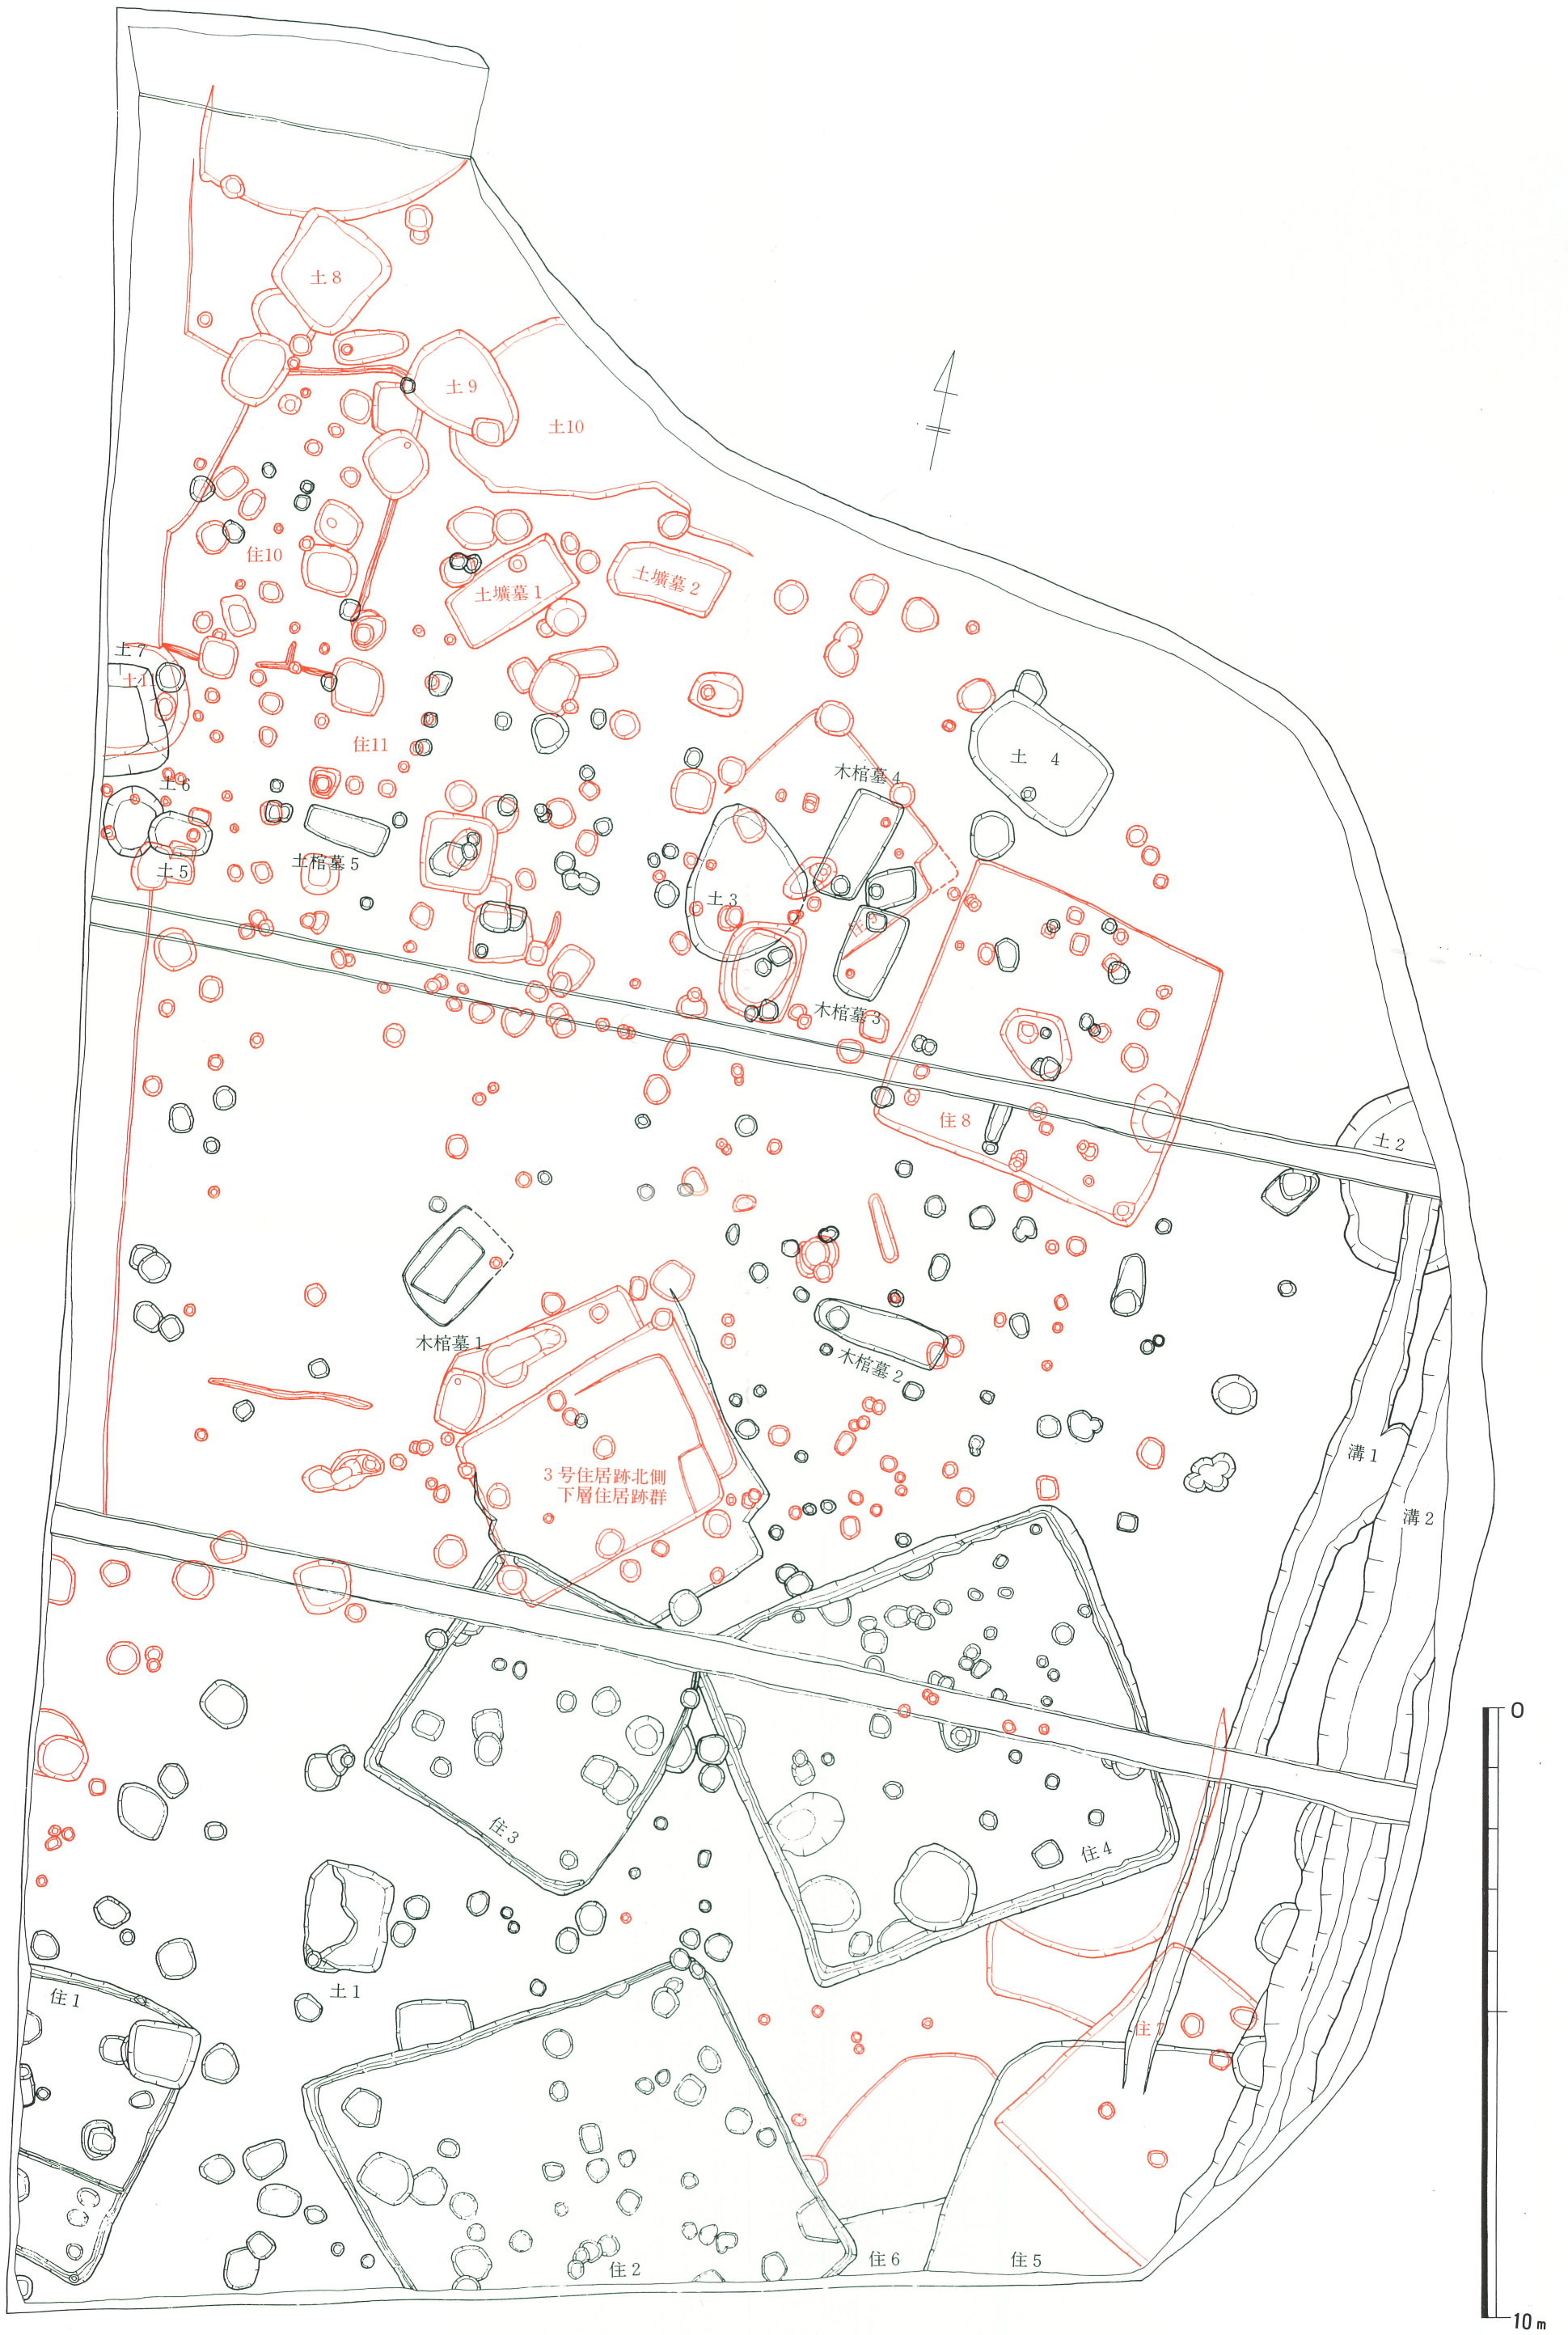 土8
土9
土10
住10
土壙墓1
土壙墓2
土7
土11
住11
木棺墓4
土 4
土6
土棺墓5
土5
土3
木棺墓3
住8
土2
木棺墓1
木棺墓2
溝1
3号住居跡北側
下層住居跡群
溝2
0
住3
住4
土1
住1
住7
住2
住6
住5
10m